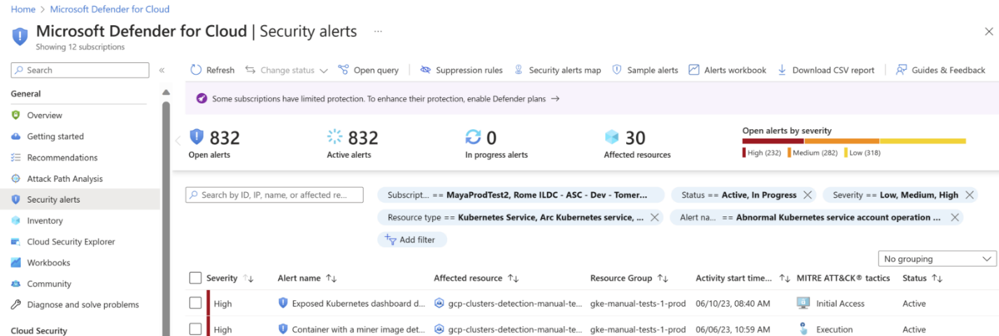 Home > Microsoft Defender for Cloud
Microsoft Defender for Cloud | Security alerts ...
Showing 12 subscriptions
Search
«
Refresh
Change status
Open query
Suppression rules
Security alerts map
Sample alerts
Alerts workbook
Download CSV report
Guides & Feedback
General
Overview
Getting started
Recommendations
Attack Path Analysis
Security alerts
Inventory
Cloud Security Explorer
Workbooks
Community
Diagnose and solve problems
Cloud Security
Some subscriptions have limited protection. To enhance their protection, enable Defender plans →
832
Open alerts
832
Active alerts
0
In progress alerts
30
Affected resources
Open alerts by severity
High (232) Medium (282) Low (318)
Search by ID, IP, name, or affected re...
Subscript... == MayaProdTest2, Rome ILDC - ASC - Dev - Tomer...
Status == Active, In Progress
Severity == Low, Medium, High
Resource type == Kubernetes Service, Arc Kubernetes service, ...
Alert na... == Abnormal Kubernetes service account operation ...
Add filter
No grouping
Severity ↑↓ Alert name ↑↓ Affected resource ↑↓ Resource Group ↑↓ Activity start time... ↑↓ MITRE ATT&CK® tactics Status ↑↓
High Exposed Kubernetes dashboard d... gcp-clusters-detection-manual-te... gke-manual-tests-1-prod 06/10/23, 08:40 AM Initial Access Active
High Container with a miner image det... gcp-clusters-detection-manual-te... gke-manual-tests-1-prod 06/06/23, 10:59 AM Execution Active